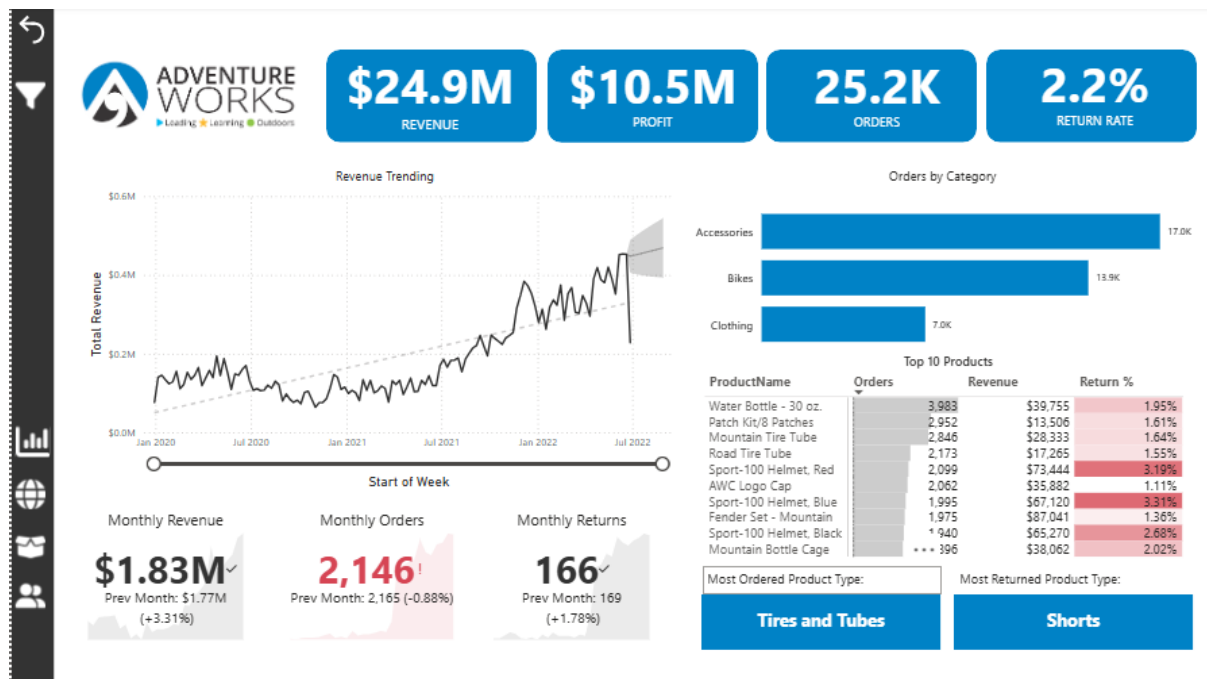 ADVENTURE
WORKS
Leading Learning Outdoors
$24.9M
REVENUE
$10.5M
PROFIT
25.2K
ORDERS
2.2%
RETURN RATE
Revenue Trending
$0.6M
$0.4M
$0.2M
$0.0M
Total Revenue
Jan 2020 Jul 2020 Jan 2021 Jul 2021 Jan 2022 Jul 2022
Start of Week
Orders by Category
Accessories 17.0K
Bikes 13.9K
Clothing 7.0K
Top 10 Products
ProductName Orders Revenue Return %
Water Bottle - 30 oz. 3,983 $39,755 1.95%
Patch Kit/8 Patches 2,952 $13,506 1.61%
Mountain Tire Tube 2,846 $28,333 1.64%
Road Tire Tube 2,173 $17,265 1.55%
Sport-100 Helmet, Red 2,099 $73,444 3.19%
AWC Logo Cap 2,062 $35,882 1.11%
Sport-100 Helmet, Blue 1,995 $67,120 3.31%
Fender Set - Mountain 1,975 $87,041 1.36%
Sport-100 Helmet, Black 940 $65,270 2.68%
Mountain Bottle Cage 396 $38,062 2.02%
Monthly Revenue
$1.83M
Prev Month: $1.77M
(+3.31%)
Monthly Orders
2,146!
Prev Month: 2,165 (-0.88%)
Monthly Returns
166
Prev Month: 169
(+1.78%)
Most Ordered Product Type:
Tires and Tubes
Most Returned Product Type:
Shorts